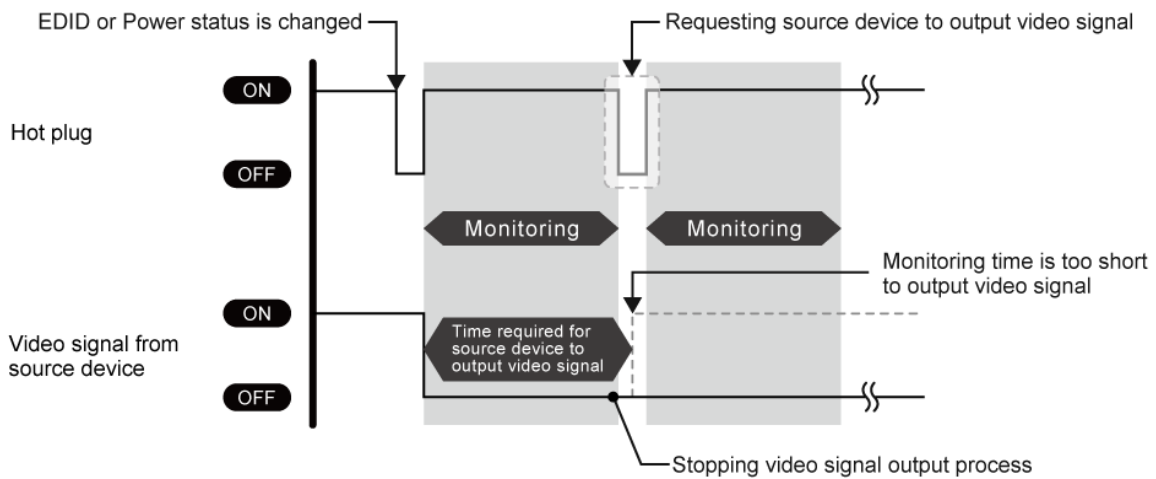 EDID or Power status is changed
Requesting source device to output video signal
ON
Hot plug
OFF
Monitoring
Monitoring
Monitoring time is too short
to output video signal
ON
Video signal from
source device
Time required for
source device to
output video signal
OFF
Stopping video signal output process